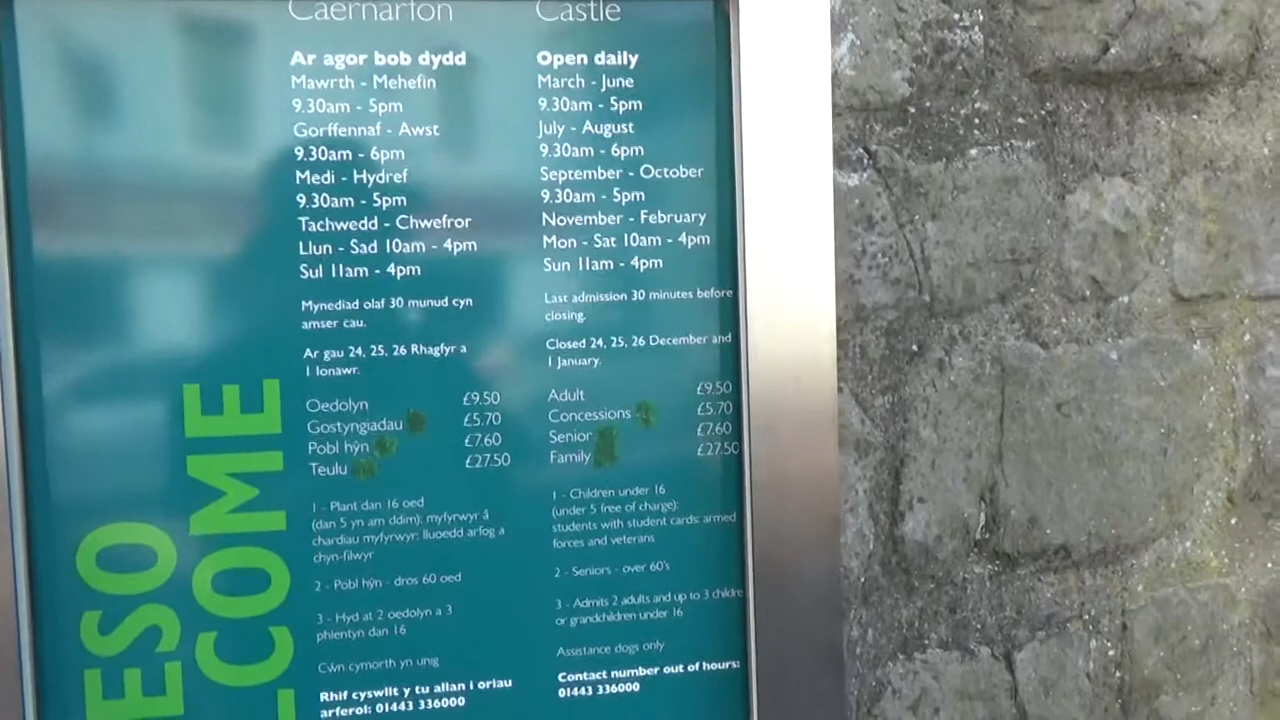 Caernarfon
Ar agor bob dydd
Mawrth - Mehefin
9.30am - 5pm
Gorffennaf - Awst
9.30am - 6pm
Medi - Hydref
9.30am - 5pm
Tachwedd - Chwefror
Llun - Sad 10am - 4pm
Sul 11am - 4pm
Mynediad olaf 30 munud cyn
amser cau.
Ar gau 24, 25, 26 Rhagfyr a
1 Ionawr.
Oedolyn £9.50
Gostyngiadau £5.70
Pobl hŷn £7.60
Teulu £27.50
1 - Plant dan 16 oed
(dan 5 yn am ddim); myfyrwyr â
chardiau myfyrwyr; lluoedd arfog a
chyn-filwyr
2 - Pobl hŷn - dros 60 oed
3 - Hyd at 2 oedolyn a 3
phlentyn dan 16
Cŵn cymorth yn unig
Rhif cyswllt y tu allan i oriau
arferol: 01443 336000
Castle
Open daily
March - June
9.30am - 5pm
July - August
9.30am - 6pm
September - October
9.30am - 5pm
November - February
Mon - Sat 10am - 4pm
Sun 11am - 4pm
Last admission 30 minutes before
closing.
Closed 24, 25, 26 December and
1 January.
Adult £9.50
Concessions £5.70
Senior £7.60
Family £27.50
1 - Children under 16
(under 5 free of charge);
students with student cards; armed
forces and veterans
2 - Seniors - over 60's
3 - Admits 2 adults and up to 3 childre
or grandchildren under 16
Assistance dogs only
Contact number out of hours:
01443 336000
ESO
COME